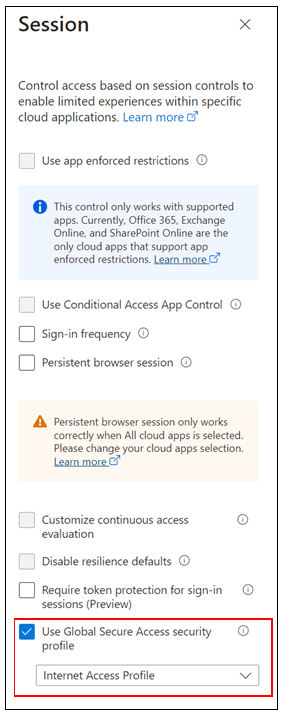 Session
Control access based on session controls to
enable limited experiences within specific
cloud applications. Learn more
Use app enforced restrictions
This control only works with supported
apps. Currently, Office 365, Exchange
Online, and SharePoint Online are the
only cloud apps that support app
enforced restrictions. Learn more
Use Conditional Access App Control
Sign-in frequency
Persistent browser session
Persistent browser session only works
correctly when All cloud apps is selected.
Please change your cloud apps selection.
Learn more
Customize continuous access
evaluation
Disable resilience defaults
Require token protection for sign-in
sessions (Preview)
Use Global Secure Access security
profile
Internet Access Profile